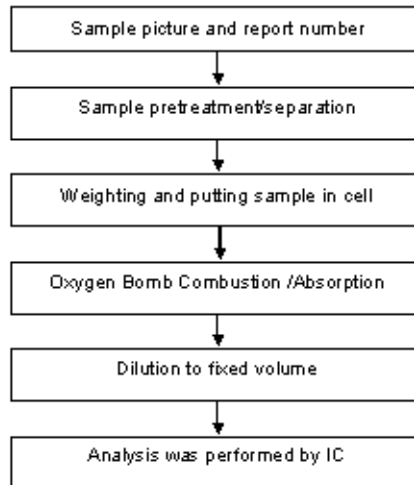 Sample picture and report number
Sample pretreatment/separation
Weighting and putting sample in cell
Oxygen Bomb Combustion /Absorption
Dilution to fixed volume
Analysis was performed by IC